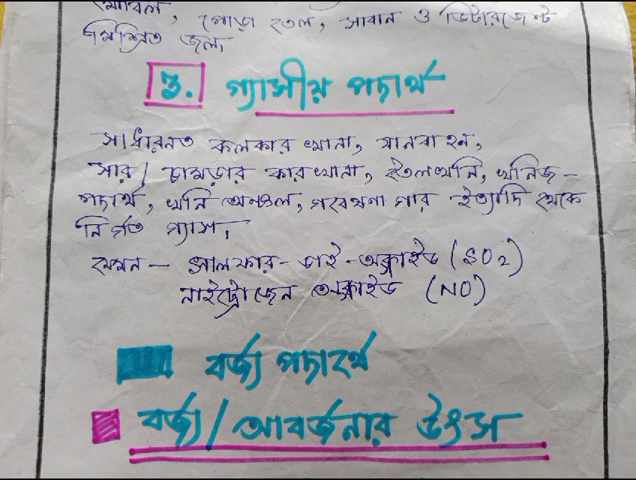 মোবিল, পোড়া তেল, সাবান ও ডিটারজেন্ট
মিশ্রিত জল
৩. গ্যাসীয় পদার্থ
সাধারনত কলকার খানা, যানবাহন,
সার/চামড়ার কারখানা, তৈলখনি, খনিজ-
পদার্থ, খনি অঞ্চল, গবেষণাগার ইত্যাদি থেকে
নির্গত গ্যাস।
যেমন – সালফার-ডাই-অক্সাইড (SO₂)
নাইট্রোজেন অক্সাইড (NO)
বর্জ্য পদার্থে
বর্জ্য/আবর্জনার উৎস